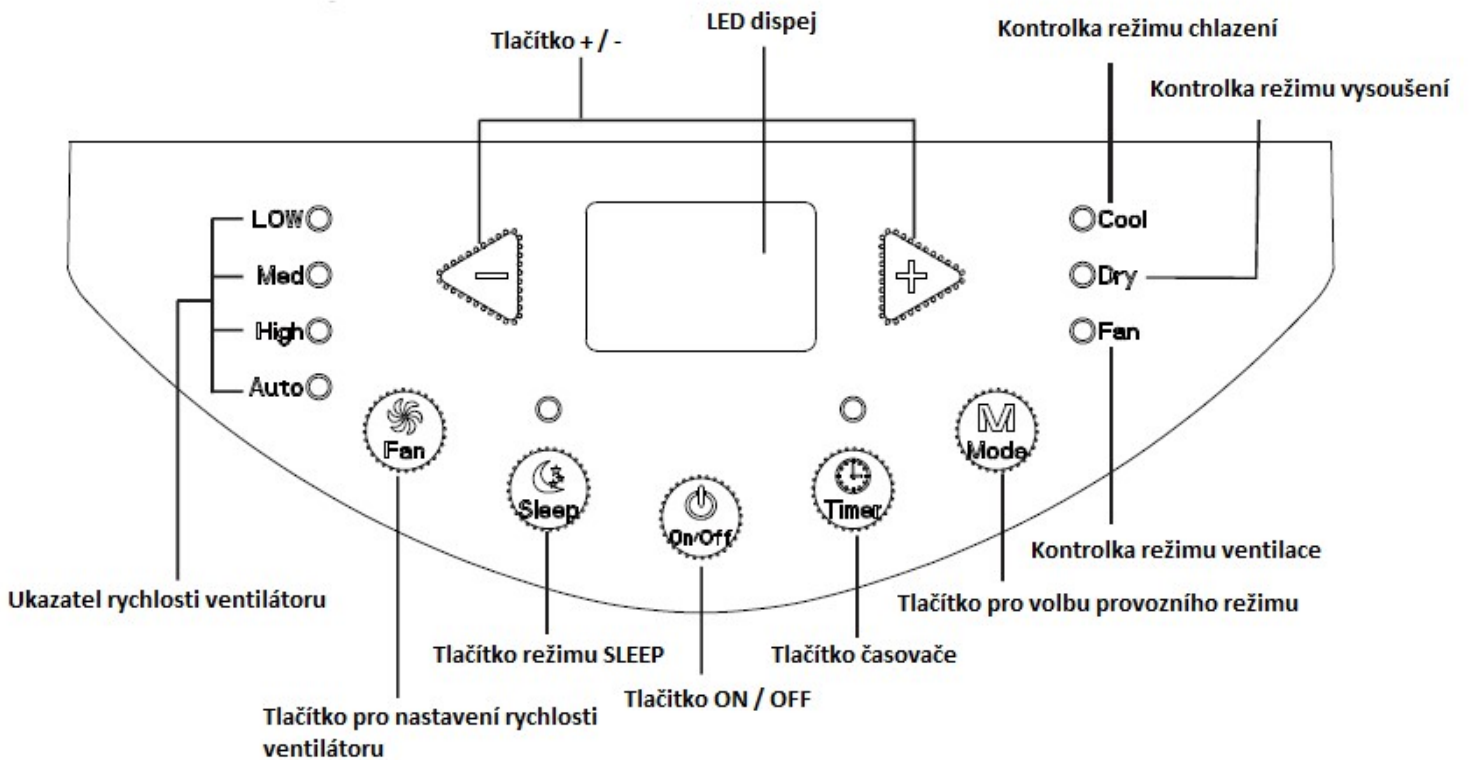 LED dispej
Kontrolka režimu chlazení
Tlačítko + / -
Kontrolka režimu vysoušení
LOW
Cool
Med
Dry
High
Fan
Auto
Fan
Sleep
On/Off
Timer
M
Mode
Kontrolka režimu ventilace
Ukazatel rychlosti ventilátoru
Tlačítko pro volbu provozního režimu
Tlačítko režimu SLEEP
Tlačítko časovače
Tlačitko ON / OFF
Tlačítko pro nastavení rychlosti
ventilátoru